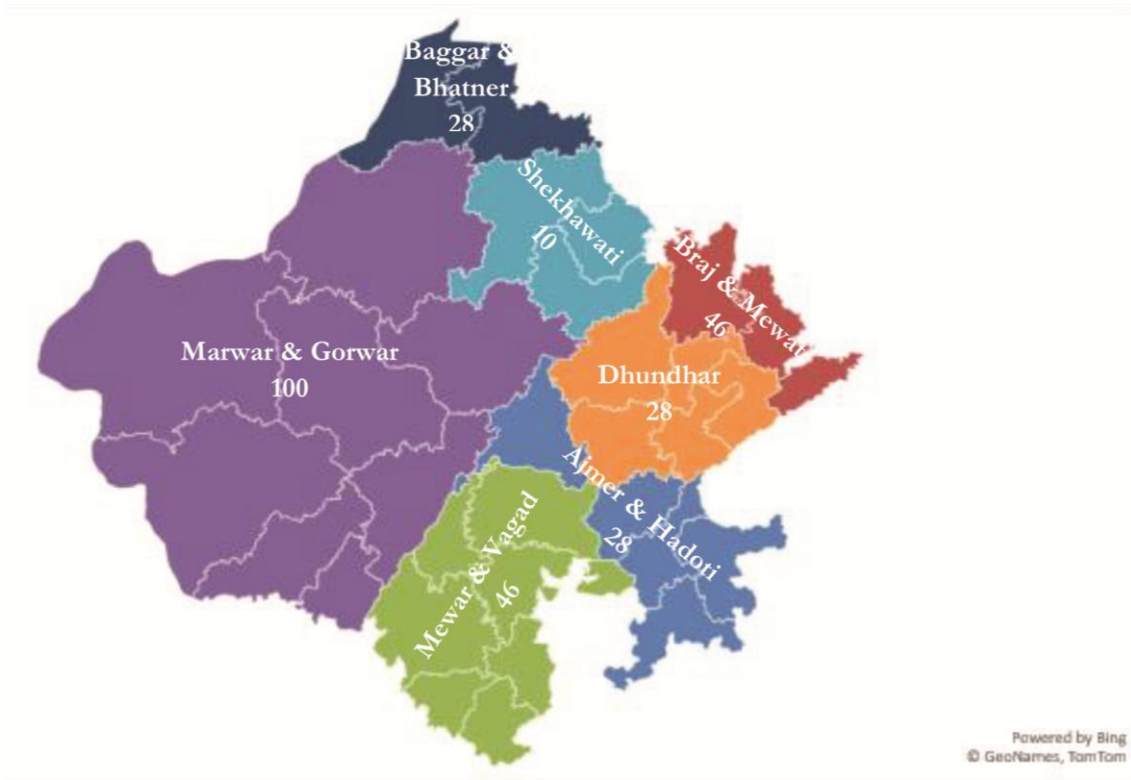 Baggar &
Bhatner
28
Shekhawati
10
Braj & Mewat
46
Marwar & Gorwar
100
Dhundhar
28
Ajmer & Hadoti
28
Mewar & Vagad
46
Powered by Bing
© GeoNames, TomTom